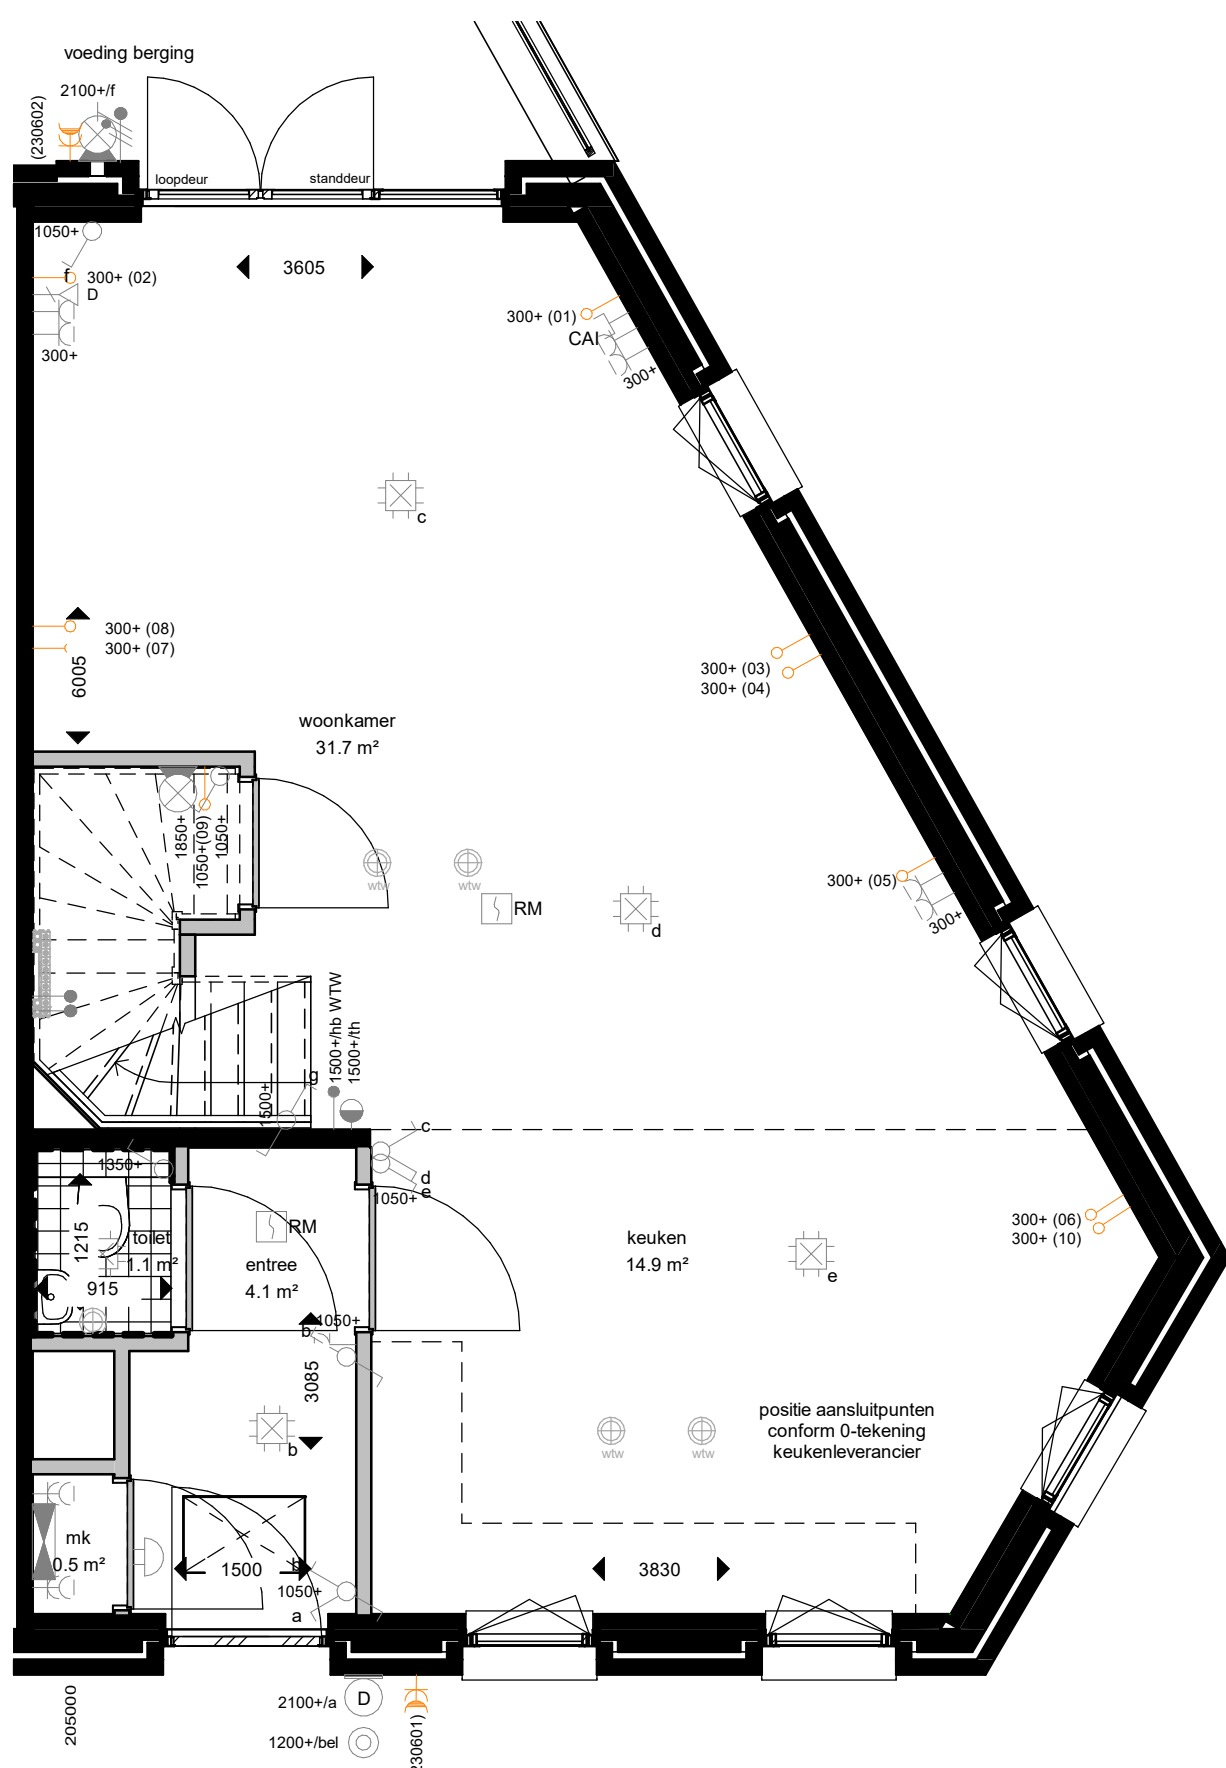 voeding berging
2100+/f
(230602)
loopdeur
standdeur
1050+
f
300+ (02)
D
300+
3605
300+ (01)
CAI
300+
c
300+ (08)
300+ (07)
6005
300+ (03)
300+ (04)
woonkamer
31.7 m²
1850+
1050+(09)
1050+
wtw
wtw
RM
d
300+ (05)
300+
1500+/hb WTW
1500+/th
g
1500+
c
d
e
1050+
1350+
1215
toilet
1.1 m²
915
RM
entree
4.1 m²
keuken
14.9 m²
e
300+ (06)
300+ (10)
1050+
b
3085
b
wtw
wtw
positie aansluitpunten
conform 0-tekening
keukenleverancier
mk
0.5 m²
1500
b
1050+
a
3830
205000
2100+/a
D
1200+/bel
230601)